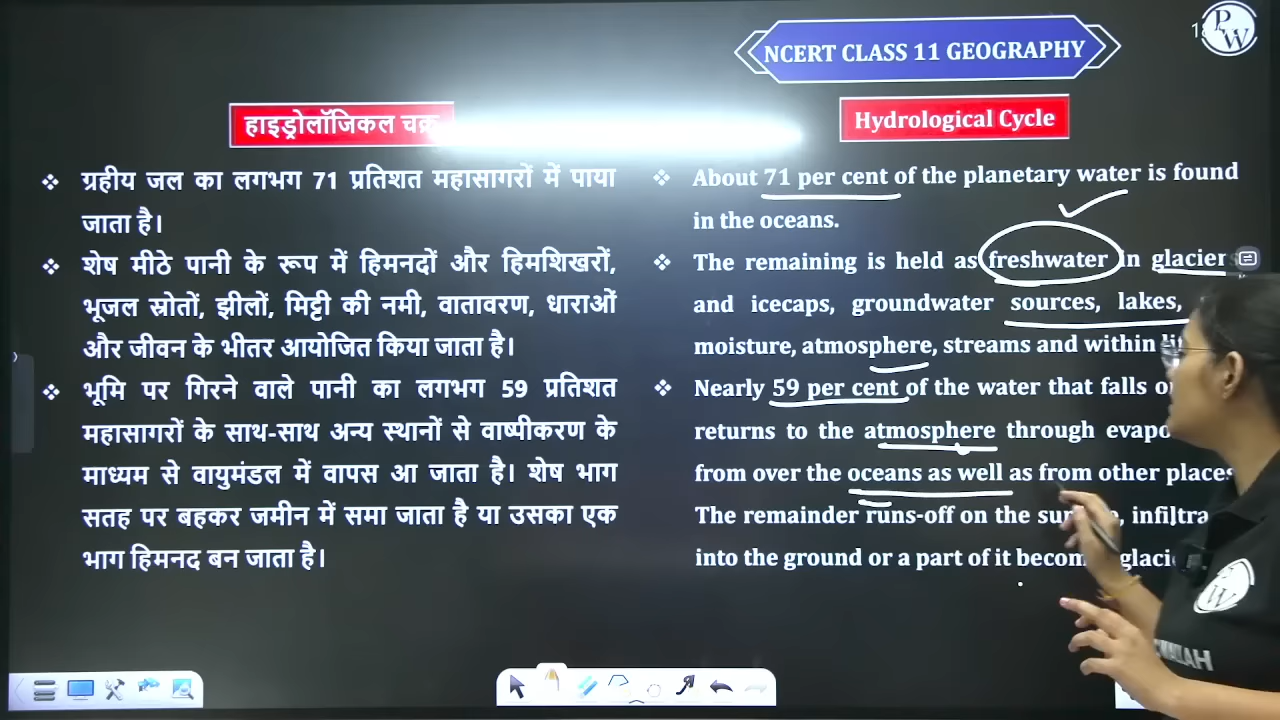 NCERT CLASS 11 GEOGRAPHY
PW
हाइड्रोलॉजिकल चक्र
ग्रहीय जल का लगभग 71 प्रतिशत महासागरों में पाया
जाता है।
शेष मीठे पानी के रूप में हिमनदों और हिमशिखरों,
भूजल स्रोतों, झीलों, मिट्टी की नमी, वातावरण, धाराओं
और जीवन के भीतर आयोजित किया जाता है।
भूमि पर गिरने वाले पानी का लगभग 59 प्रतिशत
महासागरों के साथ-साथ अन्य स्थानों से वाष्पीकरण के
माध्यम से वायुमंडल में वापस आ जाता है। शेष भाग
सतह पर बहकर जमीन में समा जाता है या उसका एक
भाग हिमनद बन जाता है।
Hydrological Cycle
About 71 per cent of the planetary water is found
in the oceans.
The remaining is held as freshwater in
and icecaps, groundwater sources, lakes,
moisture, atmosphere, streams and within
Nearly 59 per cent of the water that falls
returns to the atmosphere through
from over the oceans as well as from other places
The remainder runs-off on the
into the ground or a part of it
W